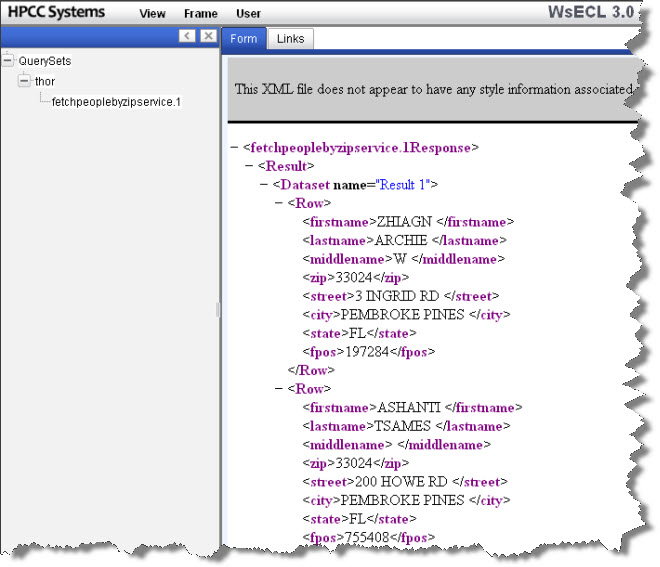 HPCC Systems View Frame User WsECL 3.0
QuerySets
thor
fetchpeoplebyzipservice.1
Form Links
This XML file does not appear to have any style information associated
− <fetchpeoplebyzipservice.1Response>
− <Result>
− <Dataset name="Result 1">
− <Row>
<firstname>ZHIAGN </firstname>
<lastname>ARCHIE </lastname>
<middlename>W </middlename>
<zip>33024</zip>
<street>3 INGRID RD </street>
<city>PEMBROKE PINES </city>
<state>FL</state>
<fpos>197284</fpos>
</Row>
− <Row>
<firstname>ASHANTI </firstname>
<lastname>TSAMES </lastname>
<middlename> </middlename>
<zip>33024</zip>
<street>200 HOWE RD </street>
<city>PEMBROKE PINES </city>
<state>FL</state>
<fpos>755408</fpos>